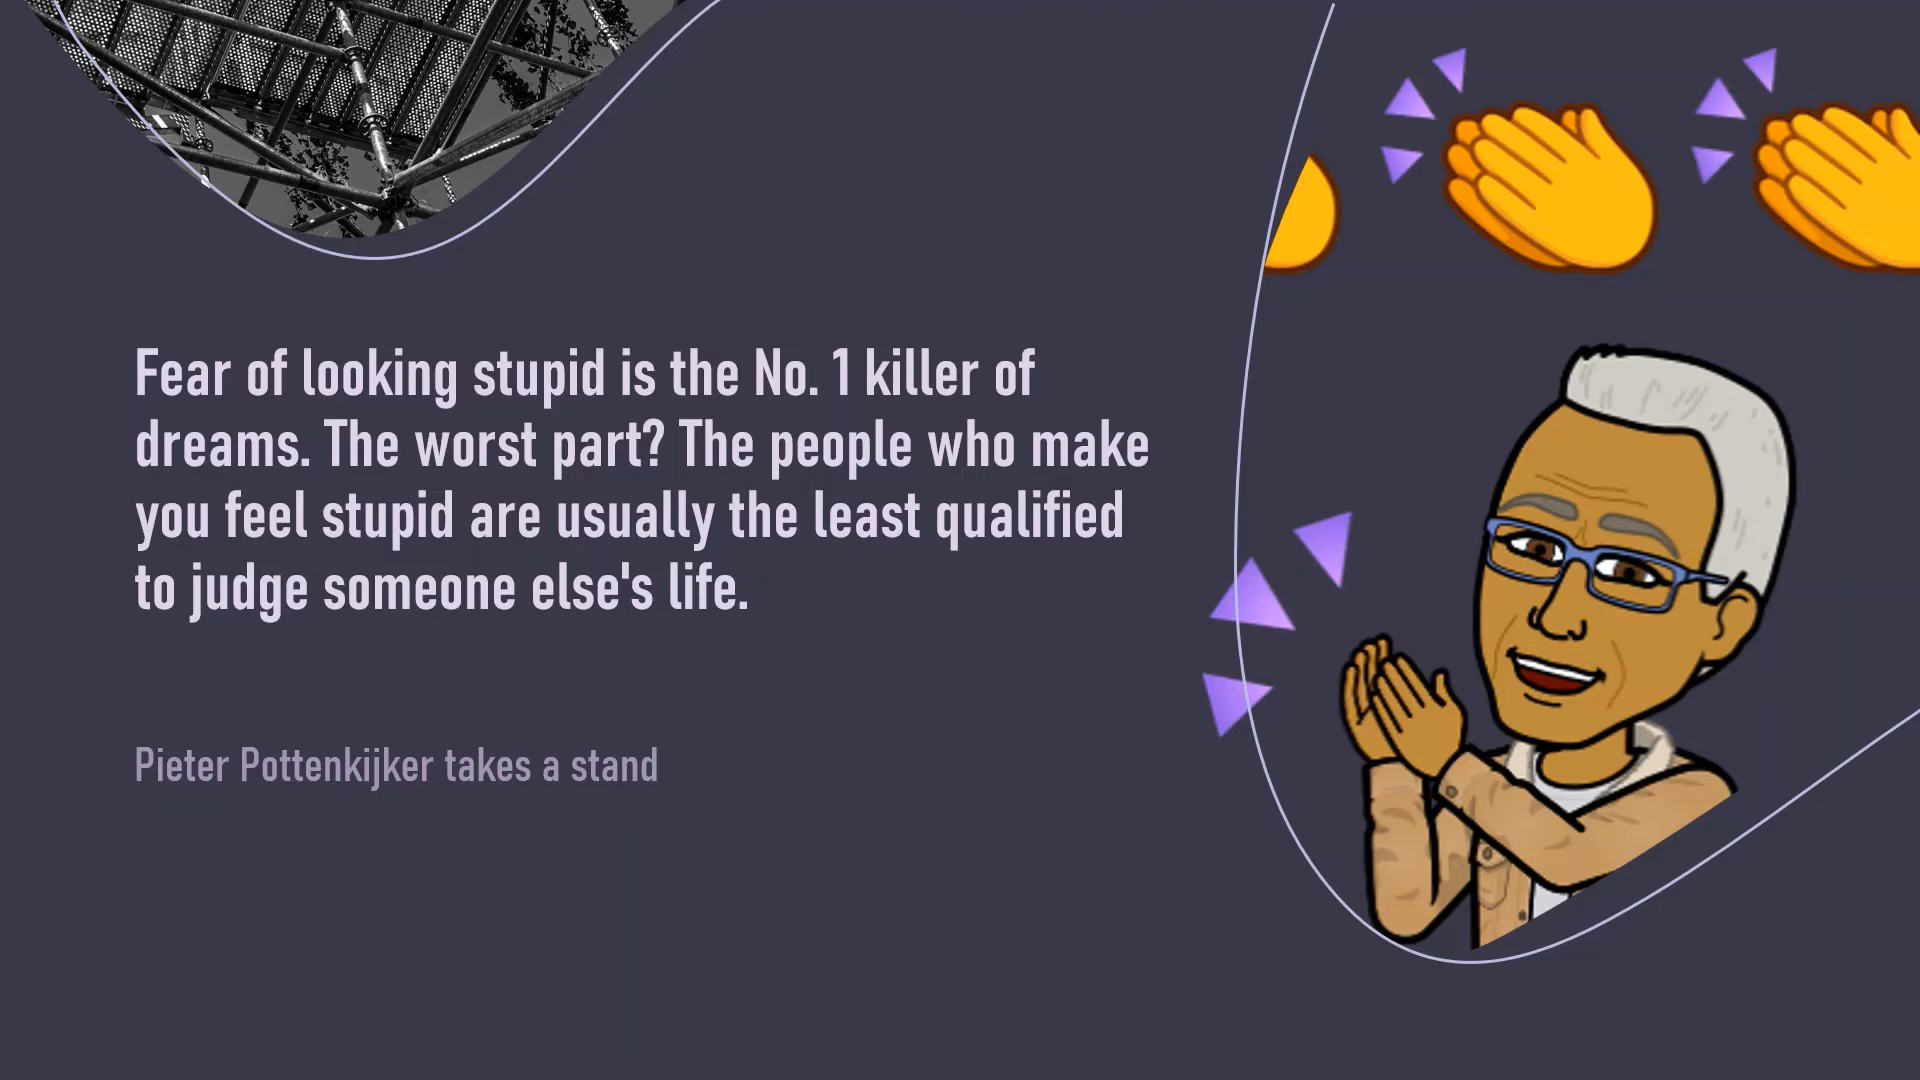 Fear of looking stupid is the No. 1 killer of
dreams. The worst part? The people who make
you feel stupid are usually the least qualified
to judge someone else's life.
Pieter Pottenkijker takes a stand